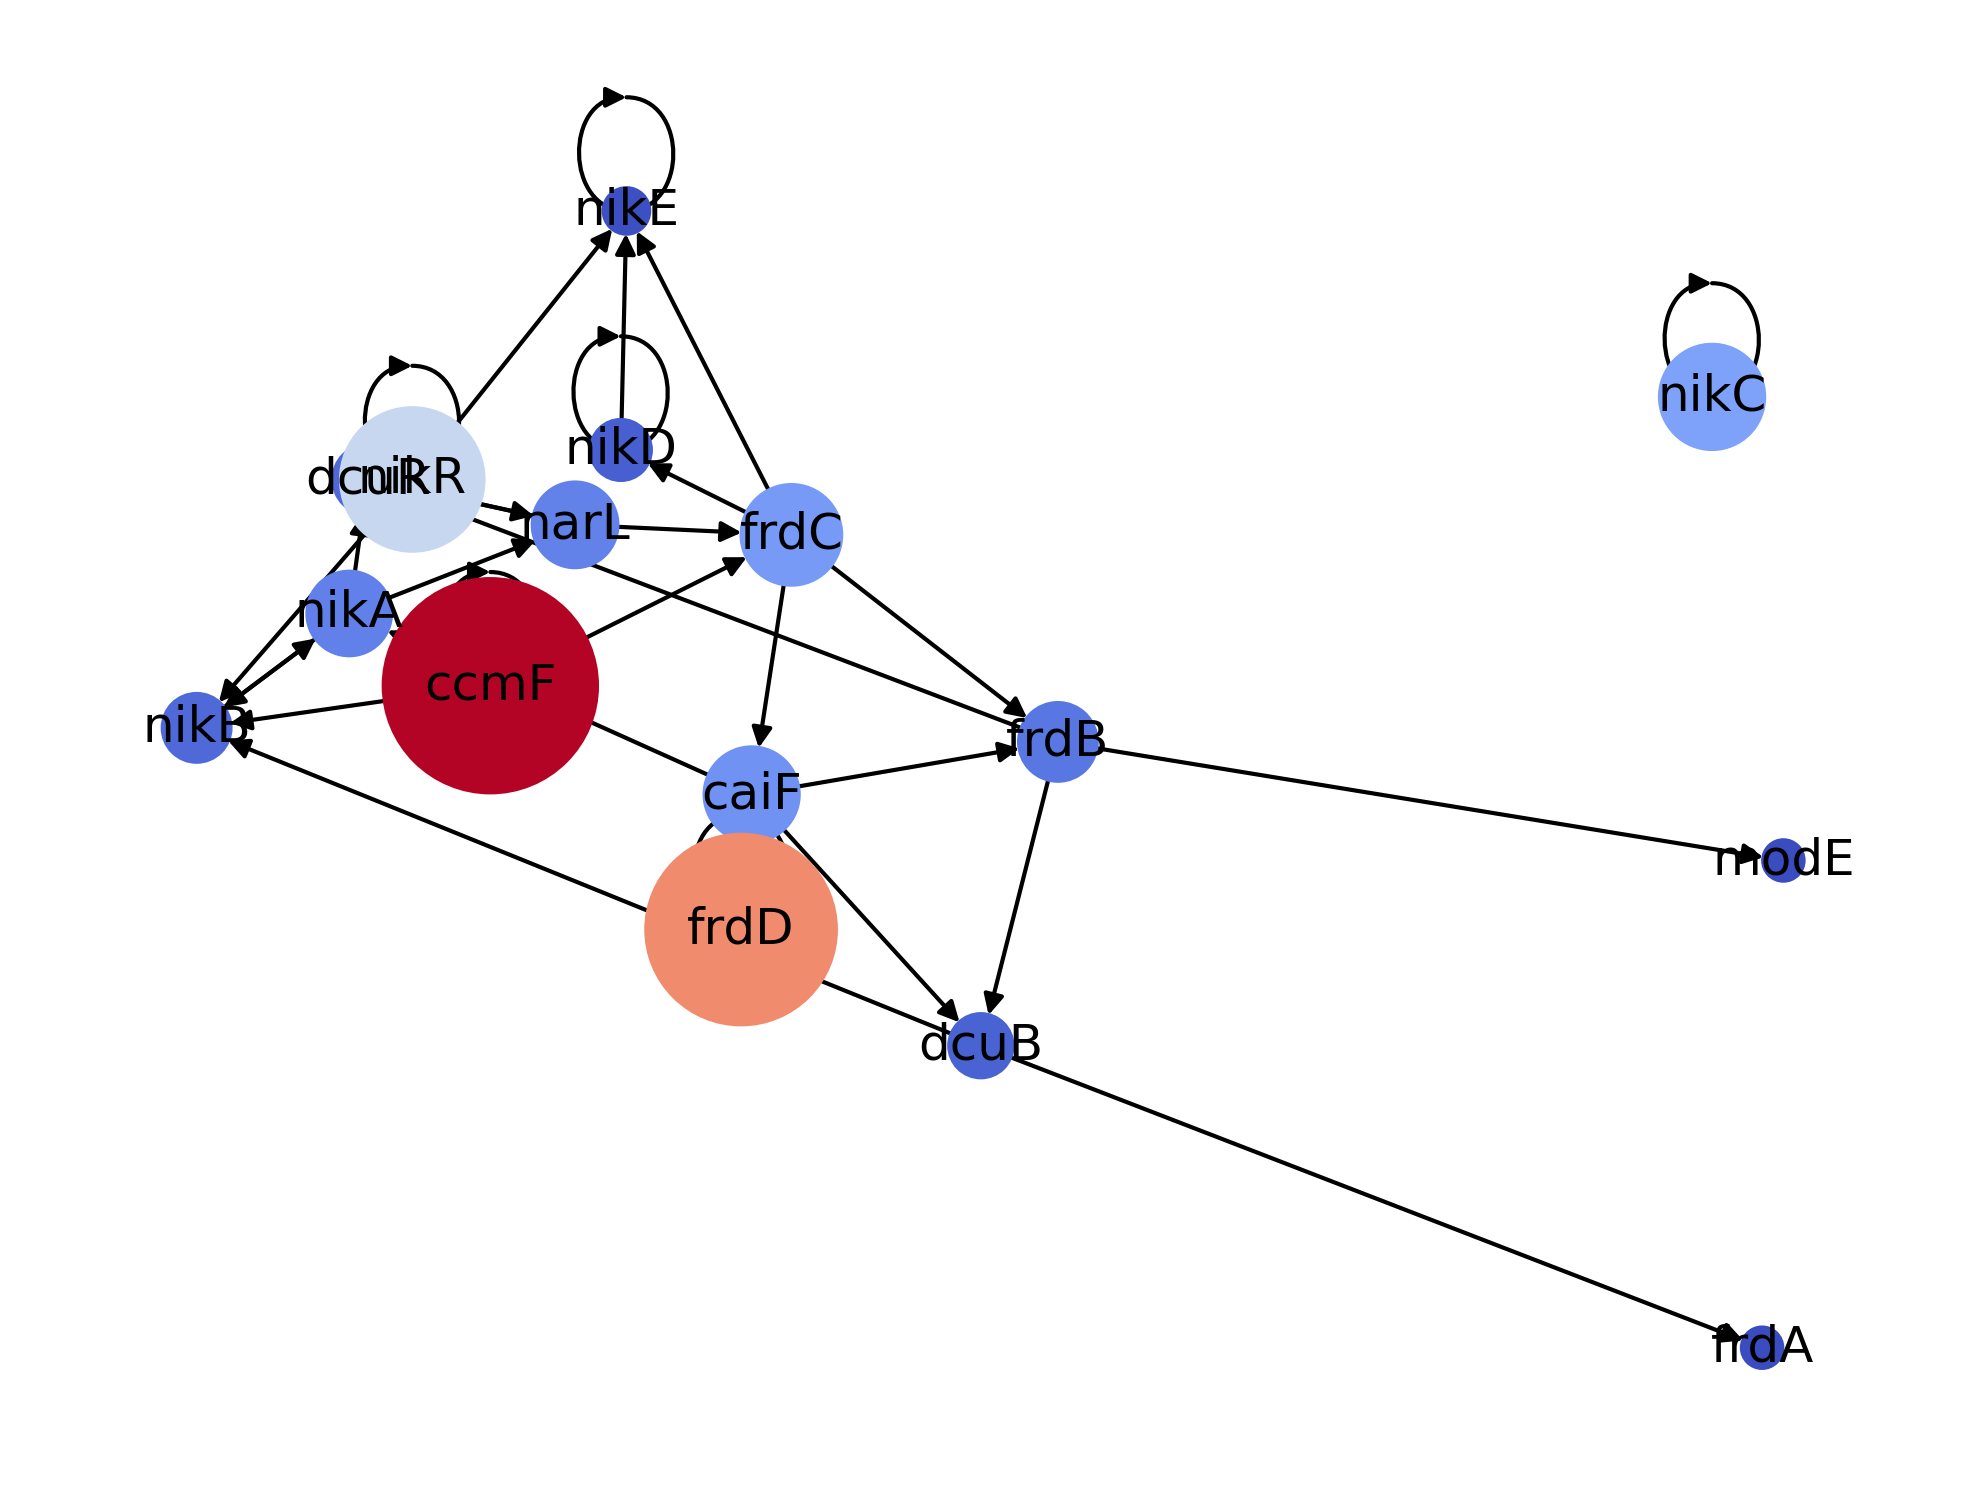 nikE
nikC
nikD
dcuR
nikR
narL
frdC
nikA
ccmF
nikB
frdB
caiF
modE
frdD
dcuB
frdA